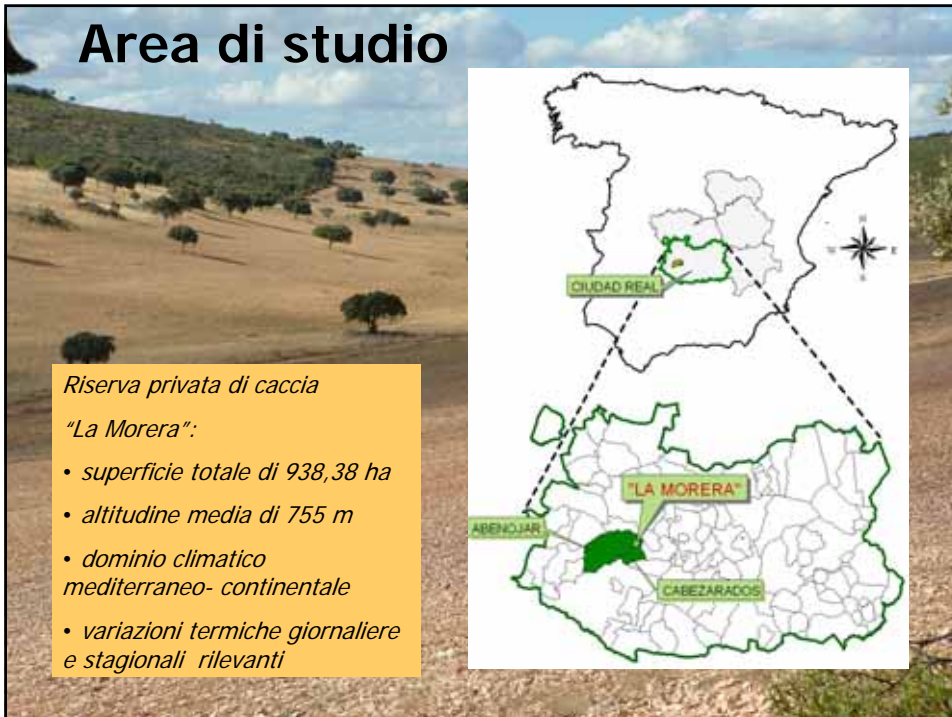 Area di studio
Riserva privata di caccia
“La Morera”:
• superficie totale di 938,38 ha
• altitudine media di 755 m
• dominio climatico
mediterraneo- continentale
• variazioni termiche giornaliere
e stagionali rilevanti
N
W E
S
CIUDAD REAL
"LA MORERA"
ABENOJAR
CABEZARADOS